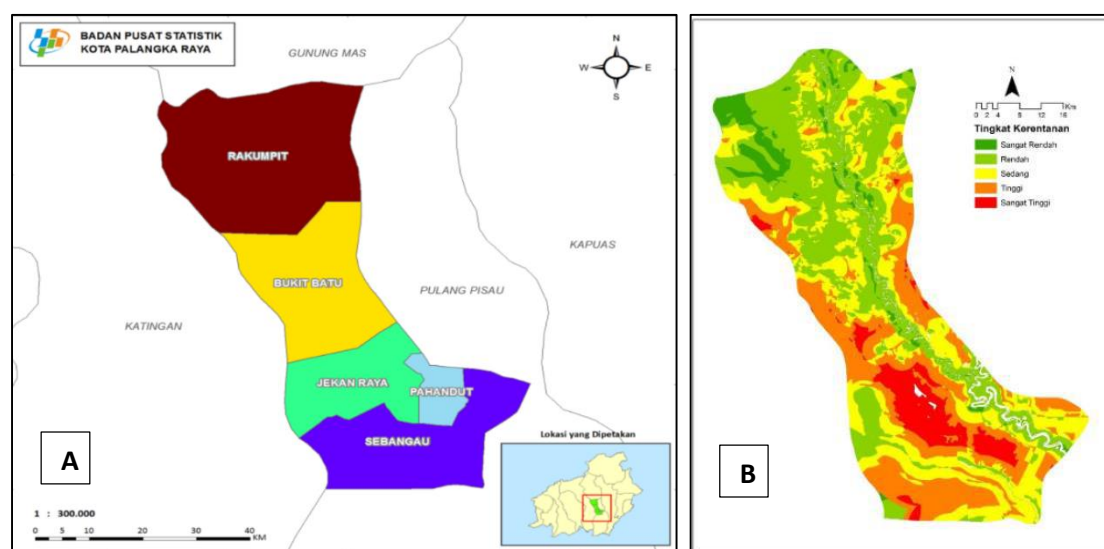 BADAN PUSAT STATISTIK
KOTA PALANGKA RAYA
GUNUNG MAS
N
W E
S
RAKUMPIT
KAPUAS
BUKIT BATU
PULANG PISAU
KATINGAN
JEKAN RAYA
PAHANDUT
SEBANGAU
A
Lokasi yang Dipetakan
1 : 300.000
0 5 10 20 30 40
KM
N
0 2 4 8 12 16 Km
Tingkat Kerentanan
Sangat Rendah
Rendah
Sedang
Tinggi
Sangat Tinggi
B